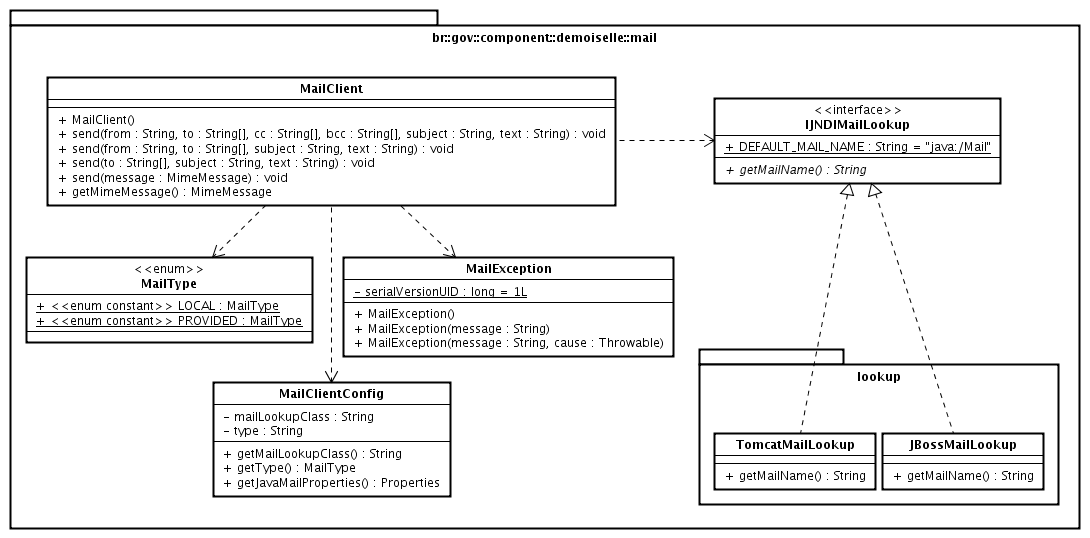 br::gov::component::demoiselle::mail
MailClient
+ MailClient()
+ send(from : String, to : String[], cc : String[], bcc : String[], subject : String, text : String) : void
+ send(from : String, to : String[], subject : String, text : String) : void
+ send(to : String[], subject : String, text : String) : void
+ send(message : MimeMessage) : void
+ getMimeMessage() : MimeMessage
<<interface>>
IJNDIMailLookup
+ DEFAULT_MAIL_NAME : String = "java:/Mail"
+ getMailName() : String
<<enum>>
MailType
+ <<enum constant>> LOCAL : MailType
+ <<enum constant>> PROVIDED : MailType
MailException
- serialVersionUID : long = 1L
+ MailException()
+ MailException(message : String)
+ MailException(message : String, cause : Throwable)
MailClientConfig
- mailLookupClass : String
- type : String
+ getMailLookupClass() : String
+ getType() : MailType
+ getJavaMailProperties() : Properties
lookup
TomcatMailLookup
+ getMailName() : String
JBossMailLookup
+ getMailName() : String